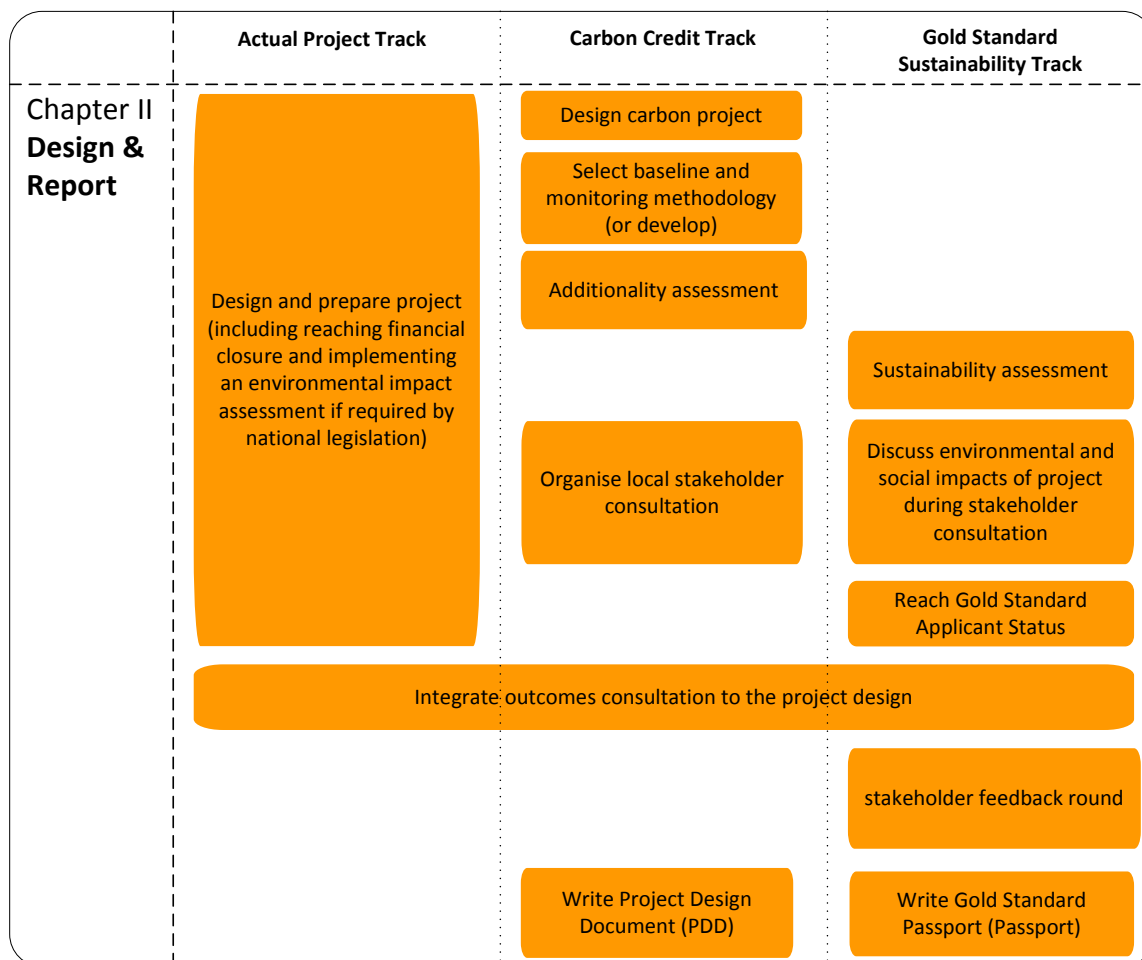 Actual Project Track
Carbon Credit Track
Gold Standard
Sustainability Track
Chapter II
Design &
Report
Design and prepare project
(including reaching financial
closure and implementing
an environmental impact
assessment if required by
national legislation)
Design carbon project
Select baseline and
monitoring methodology
(or develop)
Additionality assessment
Sustainability assessment
Organise local stakeholder
consultation
Discuss environmental and
social impacts of project
during stakeholder
consultation
Reach Gold Standard
Applicant Status
Integrate outcomes consultation to the project design
stakeholder feedback round
Write Project Design
Document (PDD)
Write Gold Standard
Passport (Passport)